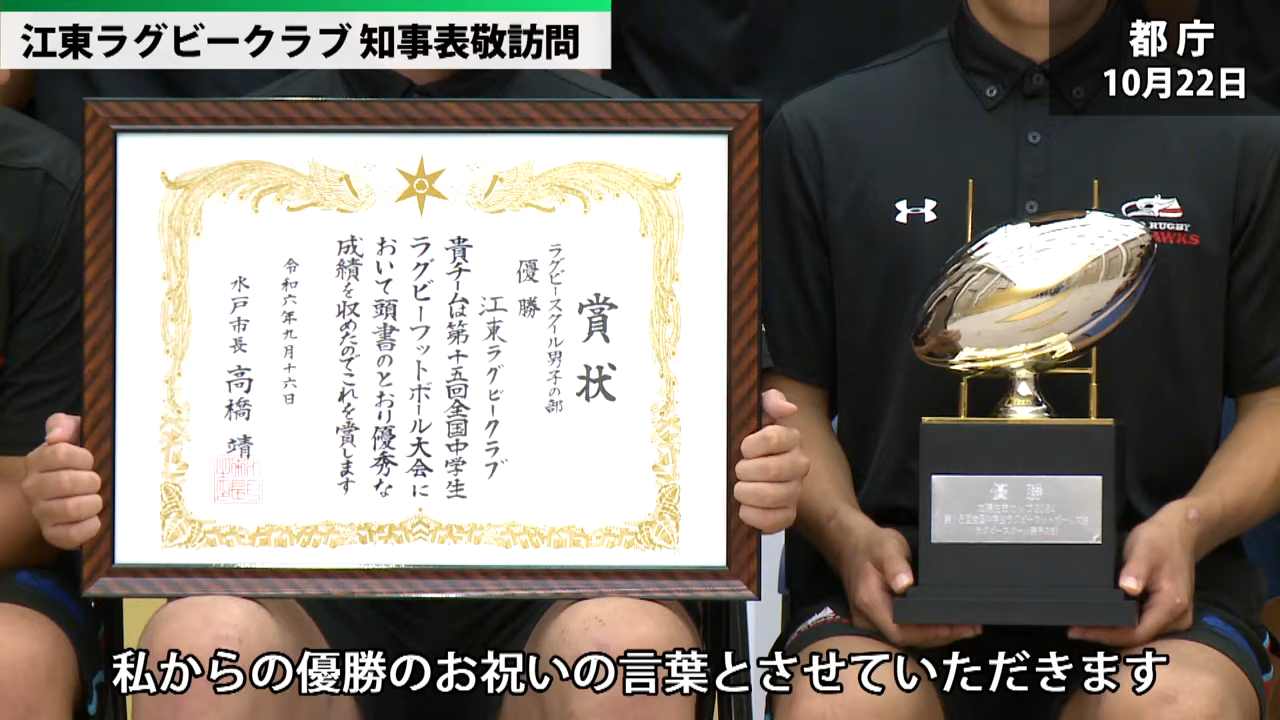 江東ラグビークラブ 知事表敬訪問
都庁
10月22日
賞状
ラグビースクール男子の部
優勝
江東ラグビークラブ
貴チームは第十五回全国中学生
ラグビーフットボール大会に
おいて頭書のとおり優秀な
成績を収めたのでこれを賞します
令和六年九月十六日
水戸市長 高橋 靖
RUGBY
HAWKS
優勝
私からの優勝のお祝いの言葉とさせていただきます